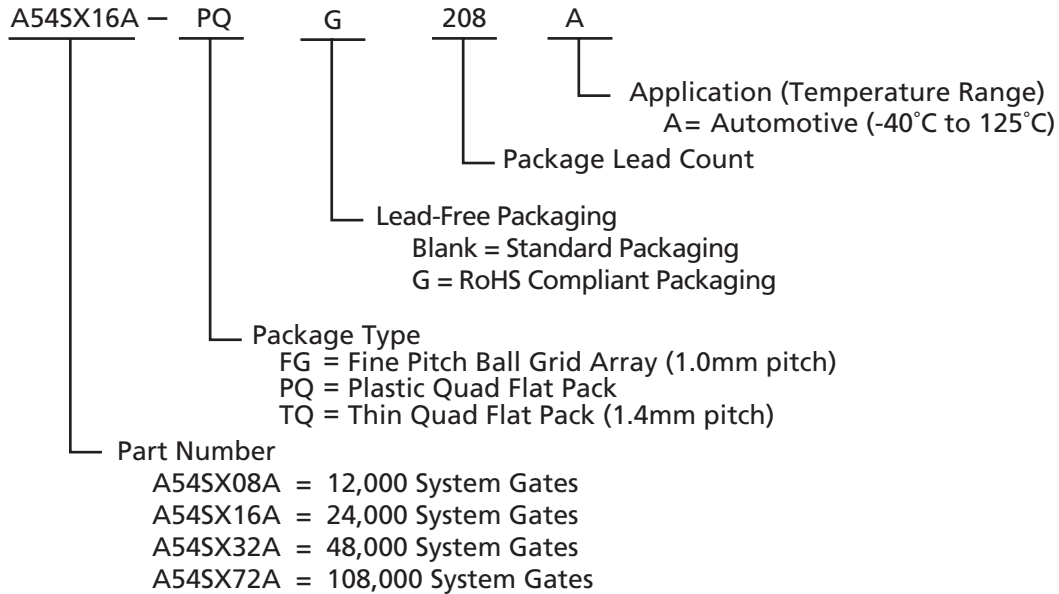 A54SX16A – PQ G 208 A
Application (Temperature Range)
A= Automotive (-40˚C to 125˚C)
Package Lead Count
Lead-Free Packaging
Blank = Standard Packaging
G = RoHS Compliant Packaging
Package Type
FG = Fine Pitch Ball Grid Array (1.0mm pitch)
PQ = Plastic Quad Flat Pack
TQ = Thin Quad Flat Pack (1.4mm pitch)
Part Number
A54SX08A = 12,000 System Gates
A54SX16A = 24,000 System Gates
A54SX32A = 48,000 System Gates
A54SX72A = 108,000 System Gates